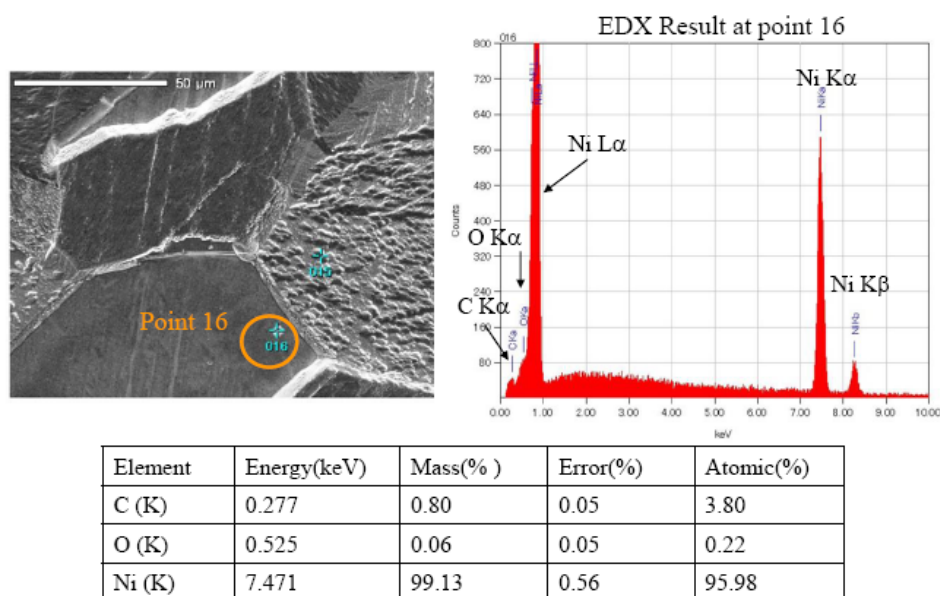 EDX Result at point 16
50 µm
015
Point 16
016
016
800
720
640
560
480
400
320
240
160
80
Counts
0.00 1.00 2.00 3.00 4.00 5.00 6.00 7.00 8.00 9.00 10.00
keV
Ni Kα
NiKa
Ni Lα
O Kα
OKa
C Kα
Ni Kβ
NiKb
Element Energy(keV) Mass(% ) Error(%) Atomic(%)
C (K) 0.277 0.80 0.05 3.80
O (K) 0.525 0.06 0.05 0.22
Ni (K) 7.471 99.13 0.56 95.98